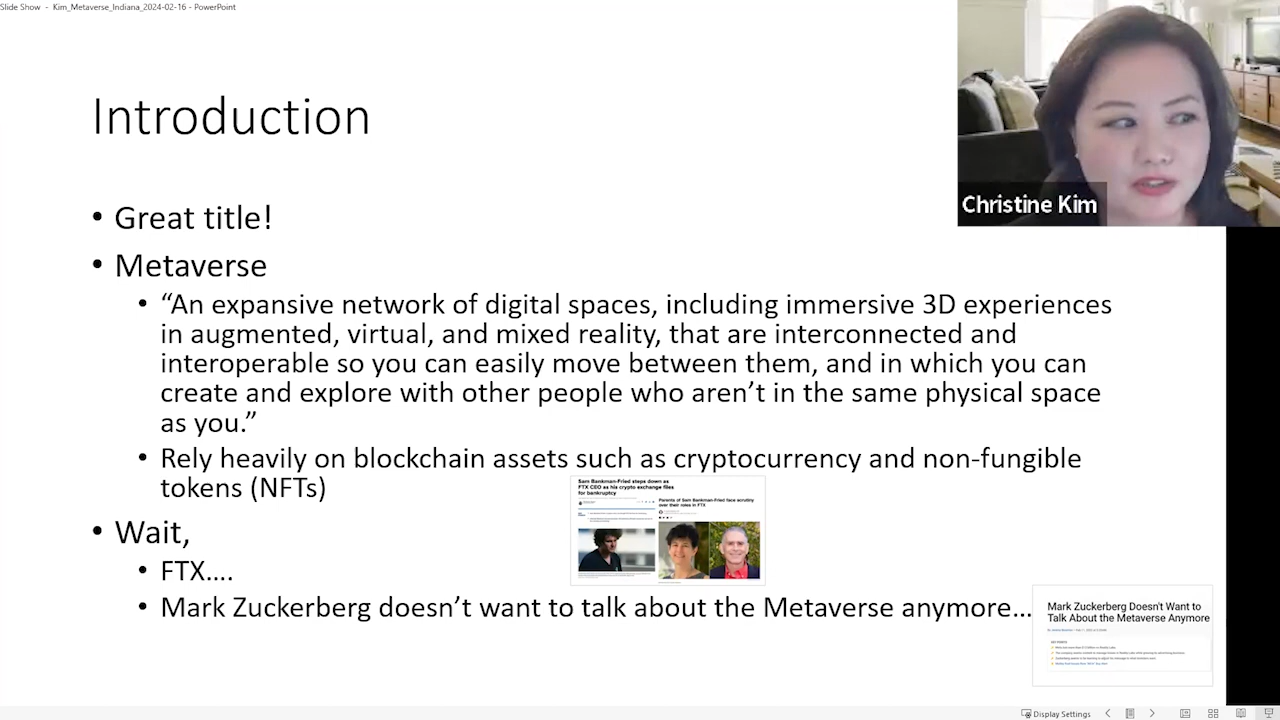 Slide Show - Kim_Metaverse_Indiana_2024-02-16 - PowerPoint
Introduction
Christine Kim
• Great title!
• Metaverse
• “An expansive network of digital spaces, including immersive 3D experiences
in augmented, virtual, and mixed reality, that are interconnected and
interoperable so you can easily move between them, and in which you can
create and explore with other people who aren’t in the same physical space
as you.”
• Rely heavily on blockchain assets such as cryptocurrency and non-fungible
tokens (NFTs)
Sam Bankman-Fried steps down as
FTX CEO as his crypto exchange files
for bankruptcy
Parents of Sam Bankman-Fried face scrutiny
over their roles in FTX
• Wait,
• FTX....
• Mark Zuckerberg doesn’t want to talk about the Metaverse anymore…
Mark Zuckerberg Doesn't Want to
Talk About the Metaverse Anymore
Display Settings